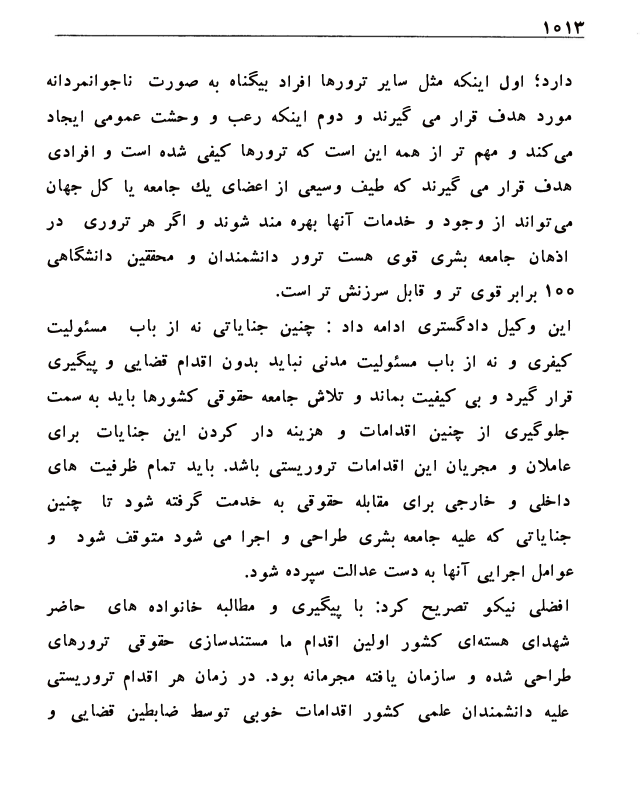 ۱۰۱۳
دارد؛ اول اینکه مثل سایر ترورها افراد بیگناه به صورت ناجوانمردانه
مورد هدف قرار می گیرند و دوم اینکه رعب و وحشت عمومی ایجاد
می‌کند و مهم تر از همه این است که ترورها کیفی شده است و افرادی
هدف قرار می گیرند که طیف وسیعی از اعضای یك جامعه یا کل جهان
می‌تواند از وجود و خدمات آنها بهره مند شوند و اگر هر تروری در
اذهان جامعه بشری قوی هست ترور دانشمندان و محققین دانشگاهی
۱۰۰ برابر قوی تر و قابل سرزنش تر است.
این وکیل دادگستری ادامه داد : چنین جنایاتی نه از باب مسئولیت
کیفری و نه از باب مسئولیت مدنی نباید بدون اقدام قضایی و پیگیری
قرار گیرد و بی کیفیت بماند و تلاش جامعه حقوقی کشورها باید به سمت
جلوگیری از چنین اقدامات و هزینه دار کردن این جنایات برای
عاملان و مجریان این اقدامات تروریستی باشد. باید تمام ظرفیت های
داخلی و خارجی برای مقابله حقوقی به خدمت گرفته شود تا چنین
جنایاتی که علیه جامعه بشری طراحی و اجرا می شود متوقف شود و
عوامل اجرایی آنها به دست عدالت سپرده شود.
افضلی نیکو تصریح کرد: با پیگیری و مطالبه خانواده های حاضر
شهدای هسته‌ای کشور اولین اقدام ما مستندسازی حقوقی ترورهای
طراحی شده و سازمان یافته مجرمانه بود. در زمان هر اقدام تروریستی
علیه دانشمندان علمی کشور اقدامات خوبی توسط ضابطین قضایی و